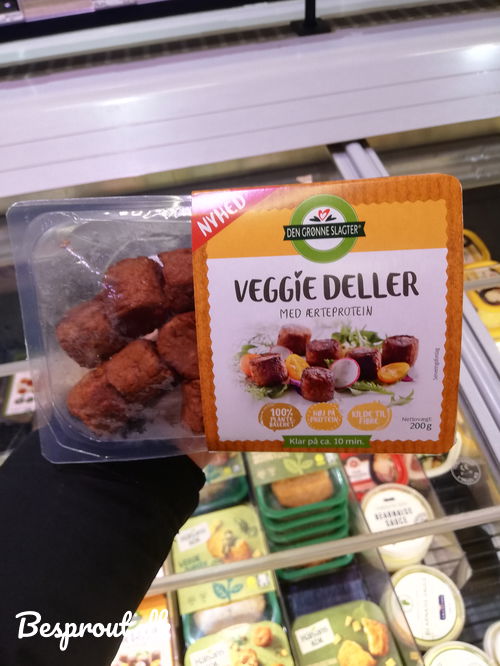 NYHED
DEN GRØNNE SLAGTER®
VEGGIE DELLER
MED ÆRTEPROTEIN
100%
PLANTE
BASERET
HØJ PÅ
PROTEIN
KILDE TIL
FIBRE
Nettovægt:
200g
Klar på ca. 10 min.
BEARNAISE
SAUCE